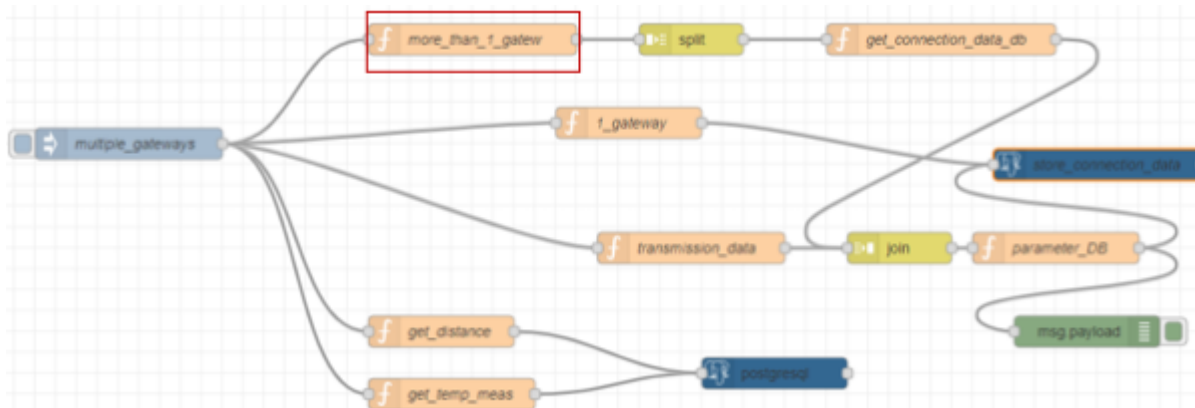 more_than_1_gatew
split
get_connection_data_db
1_gateway
multiple_gateways
store_connection_data
transmission_data
join
parameter_DB
get_distance
msg.payload
postgresql
get_temp_meas